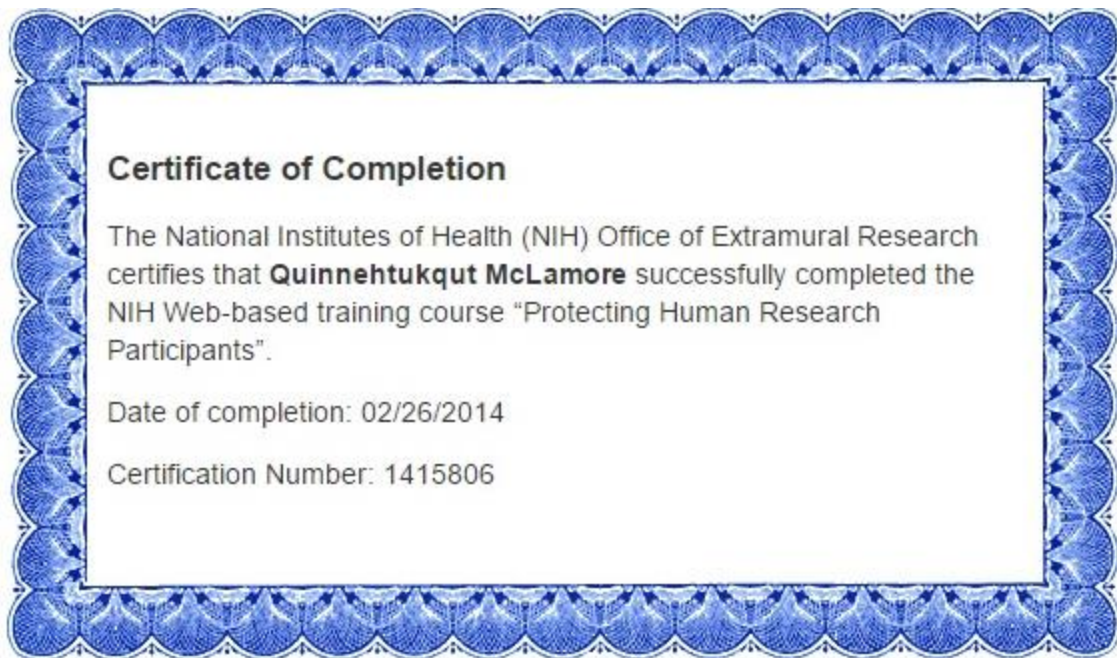 Certificate of Completion
The National Institutes of Health (NIH) Office of Extramural Research
certifies that Quinnehtukqut McLamore successfully completed the
NIH Web-based training course “Protecting Human Research
Participants”.
Date of completion: 02/26/2014
Certification Number: 1415806